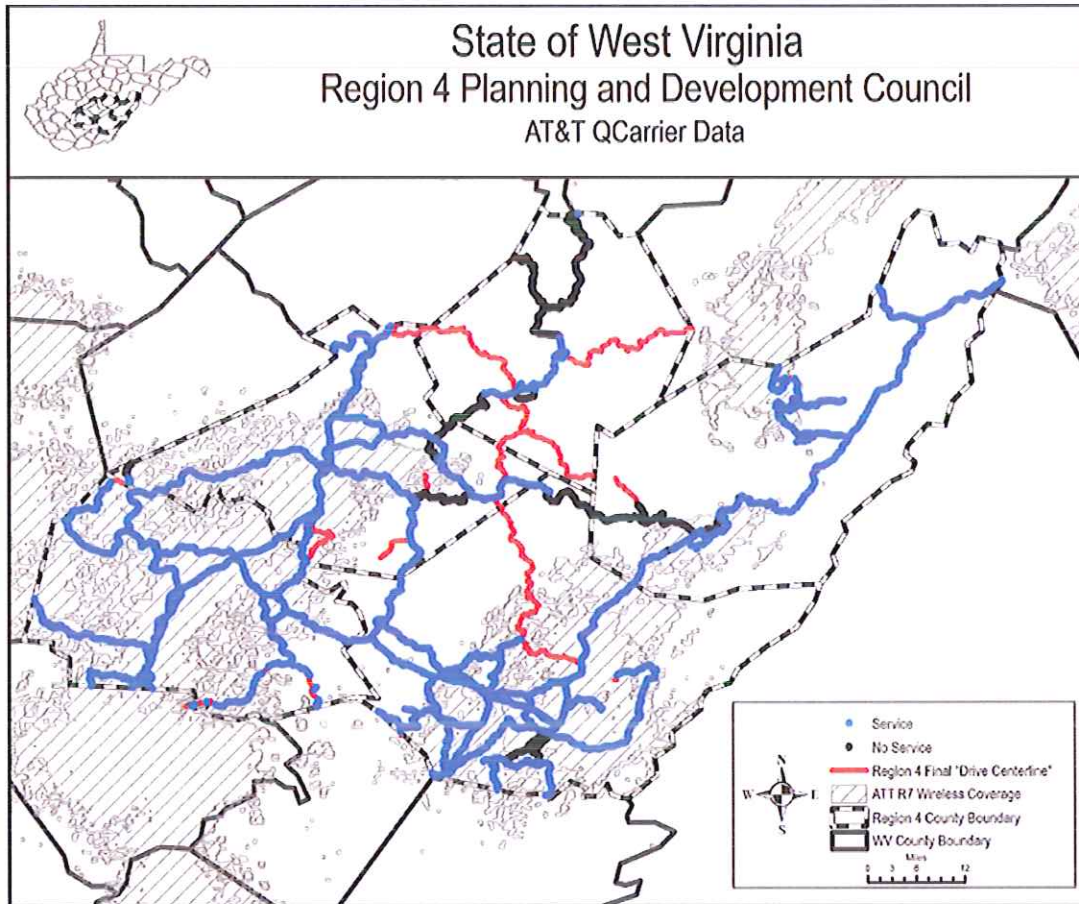 State of West Virginia
Region 4 Planning and Development Council
AT&T QCarrier Data
Service
No Service
Region 4 Final "Drive Centerline"
ATT R7 Wireless Coverage
Region 4 County Boundary
WV County Boundary
N
W
E
S
Miles
0 3 6 12